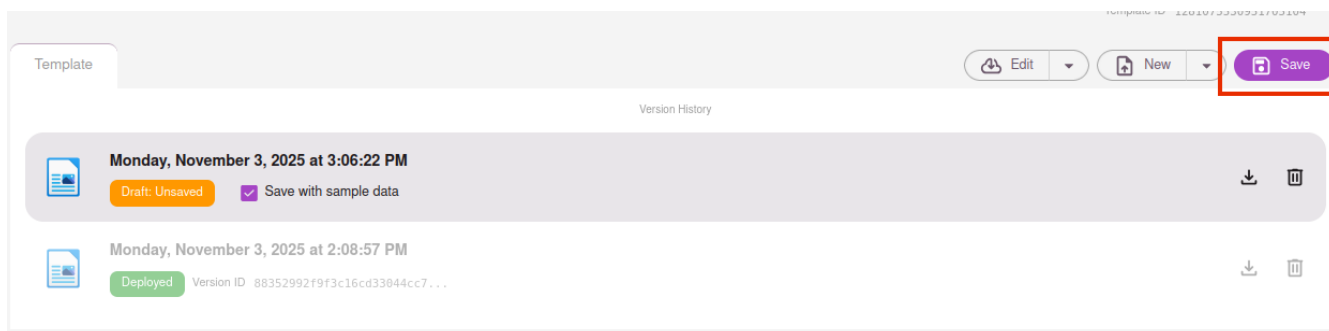 Template
Edit
New
Save
Version History
Monday, November 3, 2025 at 3:06:22 PM
Draft: Unsaved
Save with sample data
Monday, November 3, 2025 at 2:08:57 PM
Deployed Version ID 88352992f9f3c16cd33044cc7...